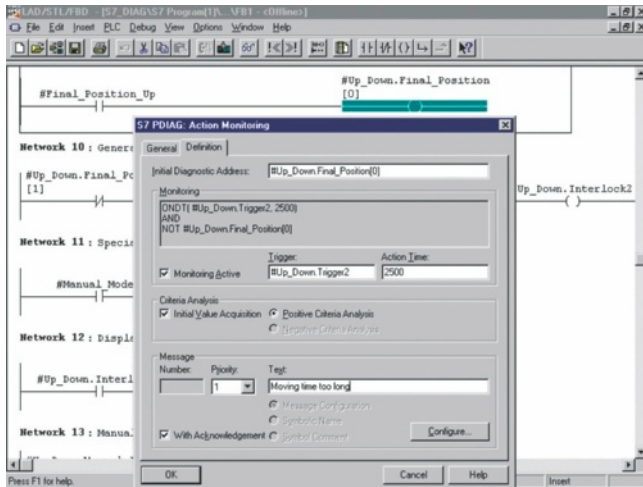 LAD/STL/FBD - [S7_DIAG\S7 Program(1)\...\FB1 - <Offline>]
File Edit Insert PLC Debug View Options Window Help
#Up_Down.Final_Position
#Final_Position_Up [0]
S7 PDIAG: Action Monitoring
General Definition
Network 10 : Gener
Initial Diagnostic Address: #Up_Down.Final_Position[0]
#Up_Down.Final_Po
[1]
Monitoring
ONDT( #Up_Down.Trigger2, 2500)
AND
NOT #Up_Down.Final_Position[0]
Up_Down.Interlock2
( )
Network 11 : Specia
Trigger: Action Time:
Monitoring Active #Up_Down.Trigger2 2500
#Manual_Mode
Criteria Analysis
Initial Value Acquisition Positive Criteria Analysis
Negative Criteria Analysis
Network 12 : Displa
Message
Number: Priority: Text:
1 Moving time too long
#Up_Down.Interl
Message Configuration
Symbolic Name
Network 13 : Manua
With Acknowledgement Symbol Comment Configure...
OK Cancel Help
Press F1 for help. Insert